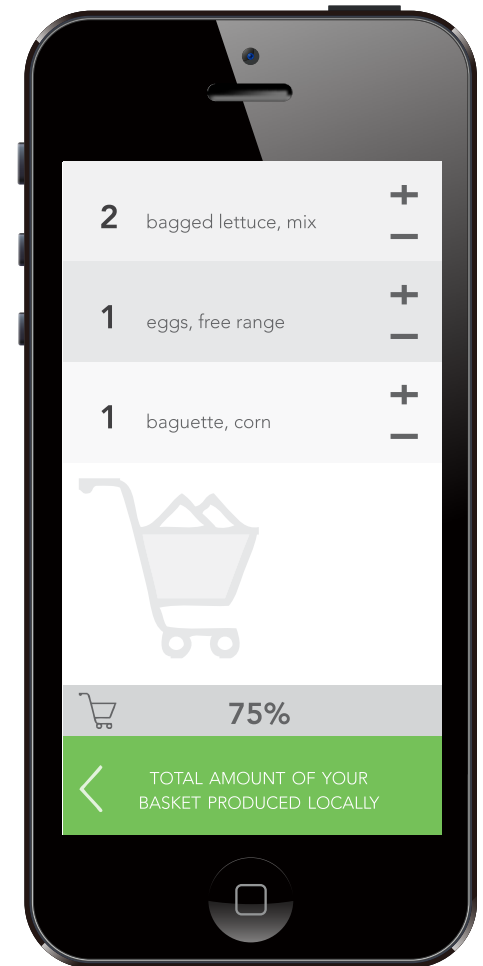 2 bagged lettuce, mix
1 eggs, free range
1 baguette, corn
75%
TOTAL AMOUNT OF YOUR
BASKET PRODUCED LOCALLY